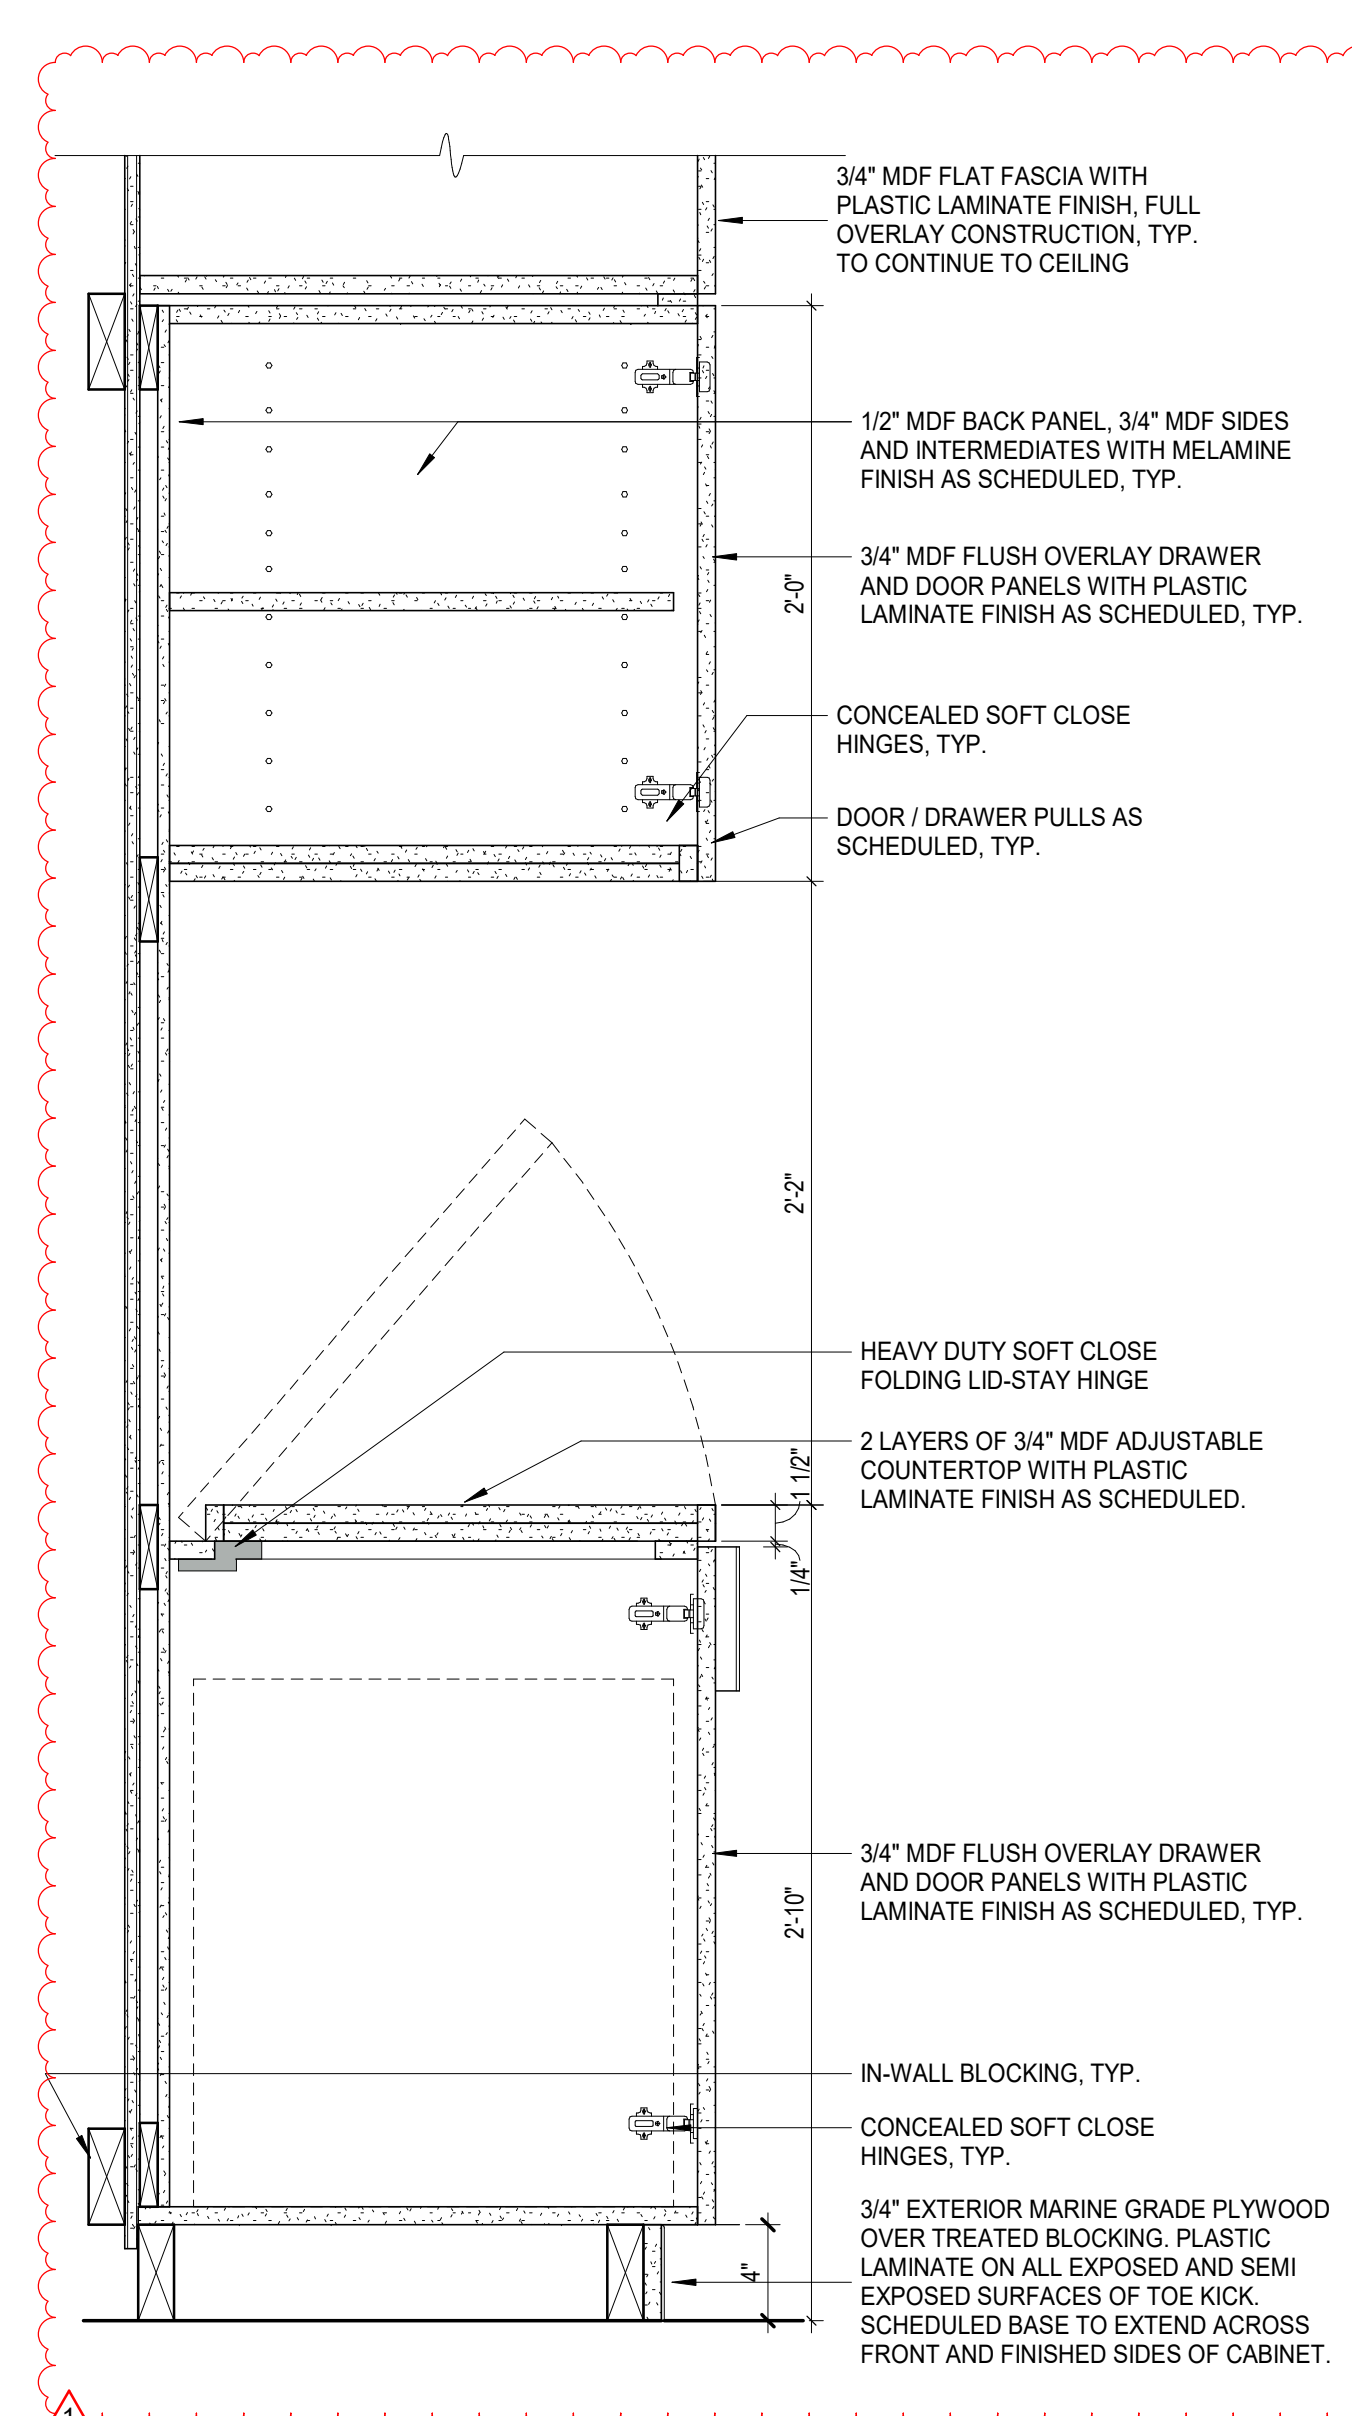 3/4" MDF FLAT FASCIA WITH
PLASTIC LAMINATE FINISH, FULL
OVERLAY CONSTRUCTION, TYP.
TO CONTINUE TO CEILING
1/2" MDF BACK PANEL, 3/4" MDF SIDES
AND INTERMEDIATES WITH MELAMINE
FINISH AS SCHEDULED, TYP.
3/4" MDF FLUSH OVERLAY DRAWER
AND DOOR PANELS WITH PLASTIC
LAMINATE FINISH AS SCHEDULED, TYP.
2'-0"
CONCEALED SOFT CLOSE
HINGES, TYP.
DOOR / DRAWER PULLS AS
SCHEDULED, TYP.
2'-2"
HEAVY DUTY SOFT CLOSE
FOLDING LID-STAY HINGE
2 LAYERS OF 3/4" MDF ADJUSTABLE
COUNTERTOP WITH PLASTIC
LAMINATE FINISH AS SCHEDULED.
1 1/2"
1/4"
3/4" MDF FLUSH OVERLAY DRAWER
AND DOOR PANELS WITH PLASTIC
LAMINATE FINISH AS SCHEDULED, TYP.
2'-10"
IN-WALL BLOCKING, TYP.
CONCEALED SOFT CLOSE
HINGES, TYP.
3/4" EXTERIOR MARINE GRADE PLYWOOD
OVER TREATED BLOCKING. PLASTIC
LAMINATE ON ALL EXPOSED AND SEMI
EXPOSED SURFACES OF TOE KICK.
SCHEDULED BASE TO EXTEND ACROSS
FRONT AND FINISHED SIDES OF CABINET.
4"
1